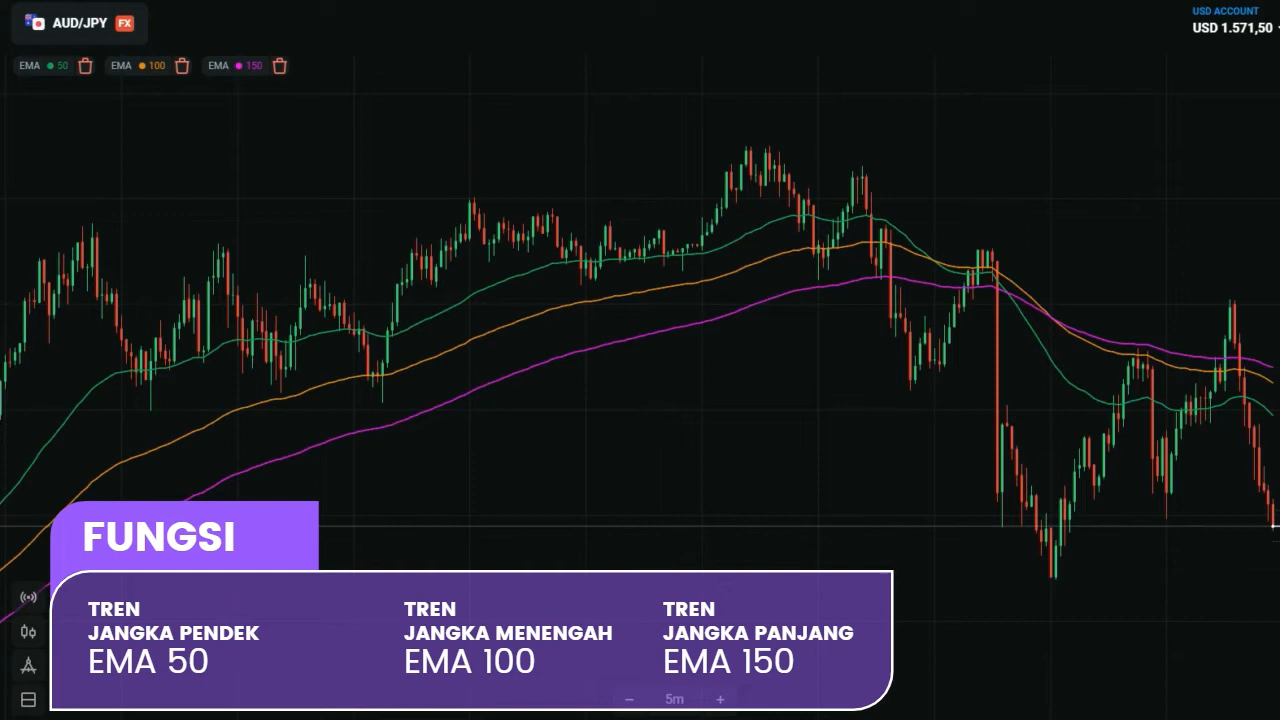 AUD/JPY FX
USD ACCOUNT
USD 1.571,50
EMA 50 EMA 100 EMA 150
FUNGSI
TREN
JANGKA PENDEK
EMA 50
TREN
JANGKA MENENGAH
EMA 100
TREN
JANGKA PANJANG
EMA 150
− 5m +